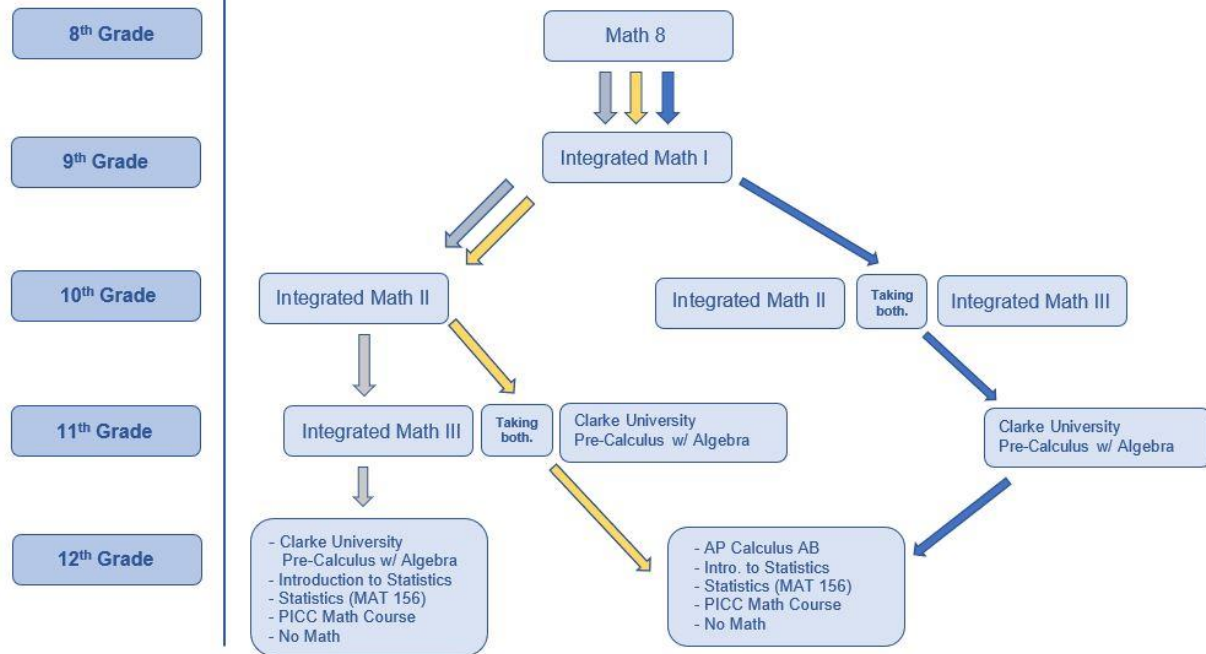 8th Grade
Math 8
9th Grade
Integrated Math I
10th Grade
Integrated Math II
Integrated Math II
Taking
both.
Integrated Math III
11th Grade
Integrated Math III
Taking
both.
Clarke University
Pre-Calculus w/ Algebra
Clarke University
Pre-Calculus w/ Algebra
12th Grade
- Clarke University
Pre-Calculus w/ Algebra
- Introduction to Statistics
- Statistics (MAT 156)
- PICC Math Course
- No Math
- AP Calculus AB
- Intro. to Statistics
- Statistics (MAT 156)
- PICC Math Course
- No Math